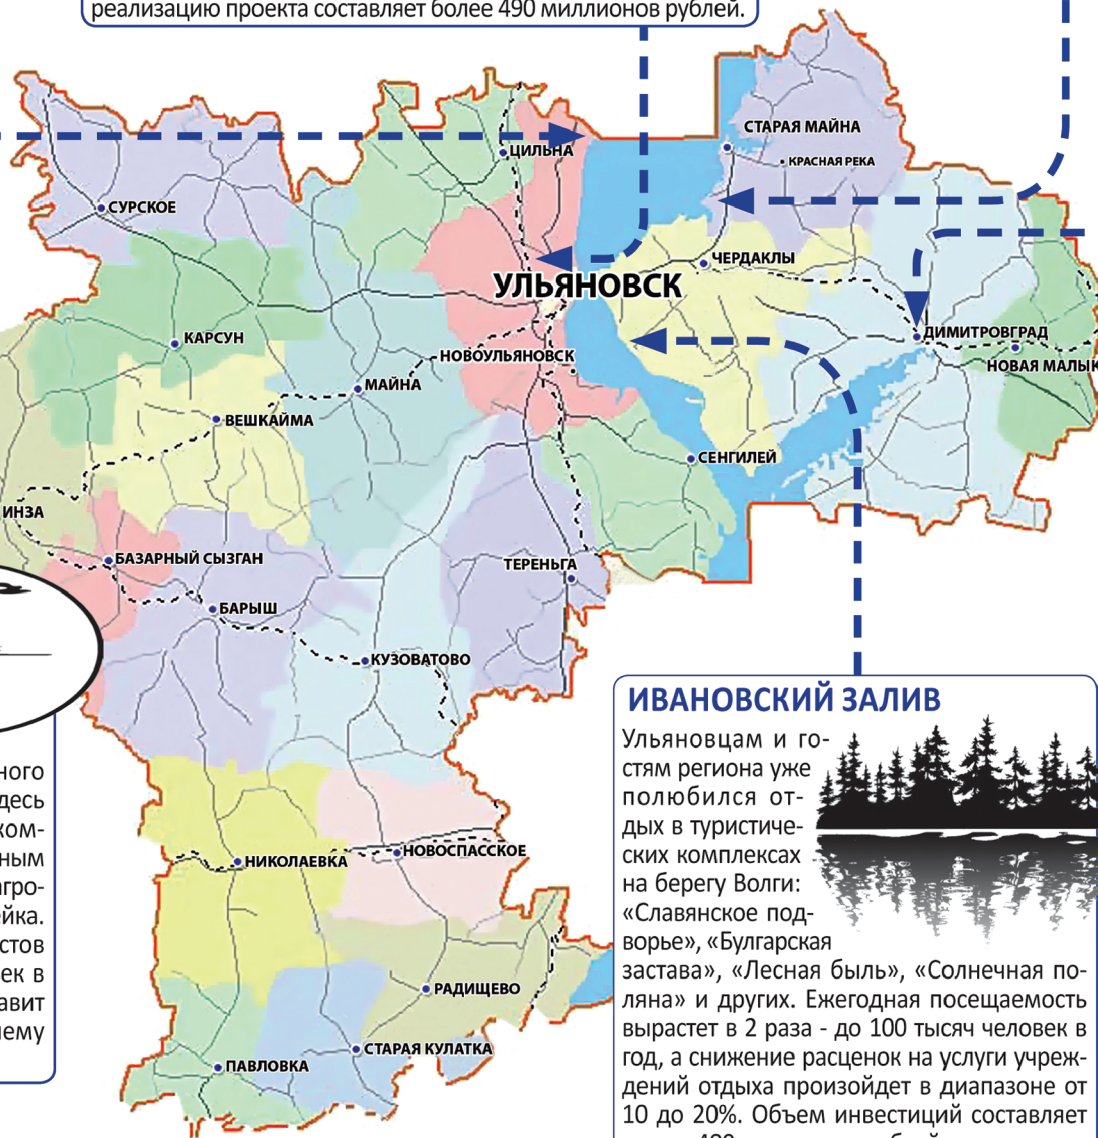 реализацию проекта составляет более 490 миллионов рублей.
СТАРАЯ МАЙНА
ЦИЛЬНА
КРАСНАЯ РЕКА
СУРСКОЕ
ЧЕРДАКЛЫ
УЛЬЯНОВСК
ДИМИТРОВГРАД
КАРСУН
НОВОУЛЬЯНОВСК
НОВАЯ МАЛЫК
МАЙНА
ВЕШКАЙМА
СЕНГИЛЕЙ
ИНЗА
БАЗАРНЫЙ СЫЗГАН
ТЕРЕНЬГА
БАРЫШ
КУЗОВАТОВО
НИКОЛАЕВКА
НОВОСПАССКОЕ
РАДИЩЕВО
СТАРАЯ КУЛАТКА
ПАВЛОВКА
ного
десь
ком-
ным
агро-
ейка.
стов
ек в
авит
ему
ИВАНОВСКИЙ ЗАЛИВ
Ульяновцам и го-
стям региона уже
полюбился от-
дых в туристиче-
ских комплексах
на берегу Волги:
«Славянское под-
ворье», «Булгарская
застава», «Лесная быль», «Солнечная по-
ляна» и других. Ежегодная посещаемость
вырастет в 2 раза - до 100 тысяч человек в
год, а снижение расценок на услуги учреж-
дений отдыха произойдет в диапазоне от
10 до 20%. Объем инвестиций составляет